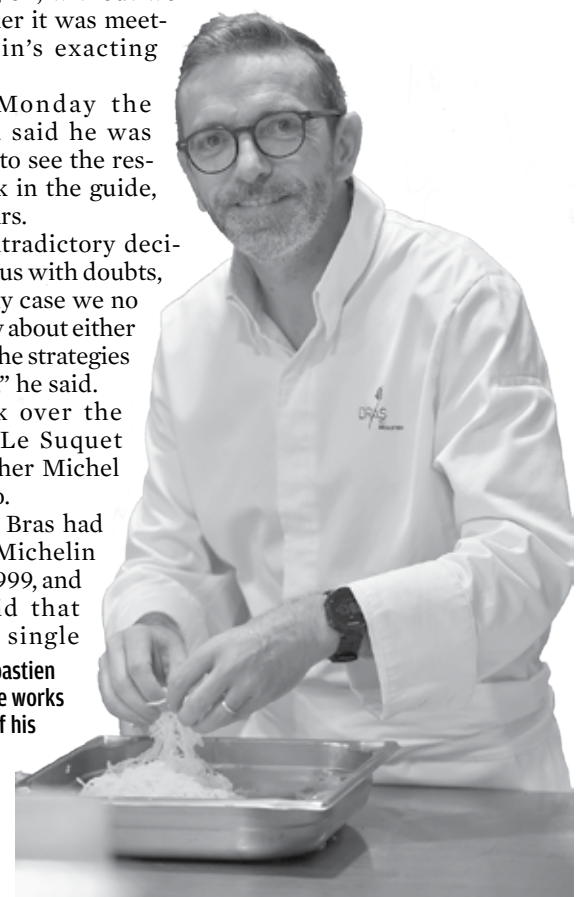 er it was meet-
in's exacting
Monday the
said he was
to see the res-
k in the guide,
rs.
tradictory deci-
us with doubts,
y case we no
y about either
he strategies
” he said.
k over the
Le Suquet
her Michel
o.
Bras had
Michelin
999, and
id that
single
bastien
e works
f his
BRAS